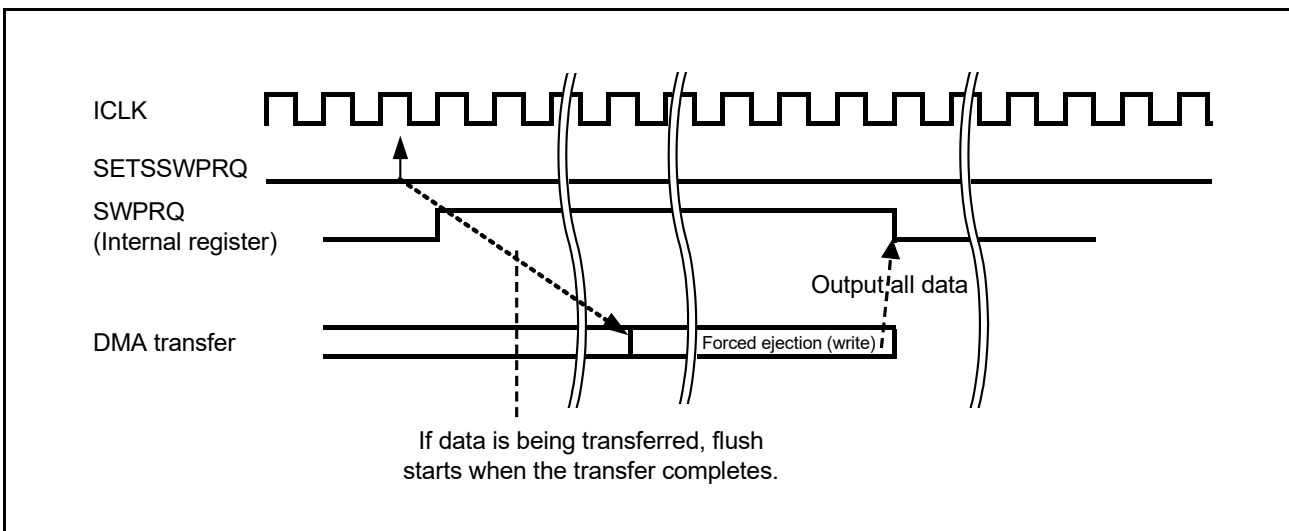 ICLK
SETSSWPRQ
SWPRQ
(Internal register)
Output all data
DMA transfer
Forced ejection (write)
If data is being transferred, flush
starts when the transfer completes.